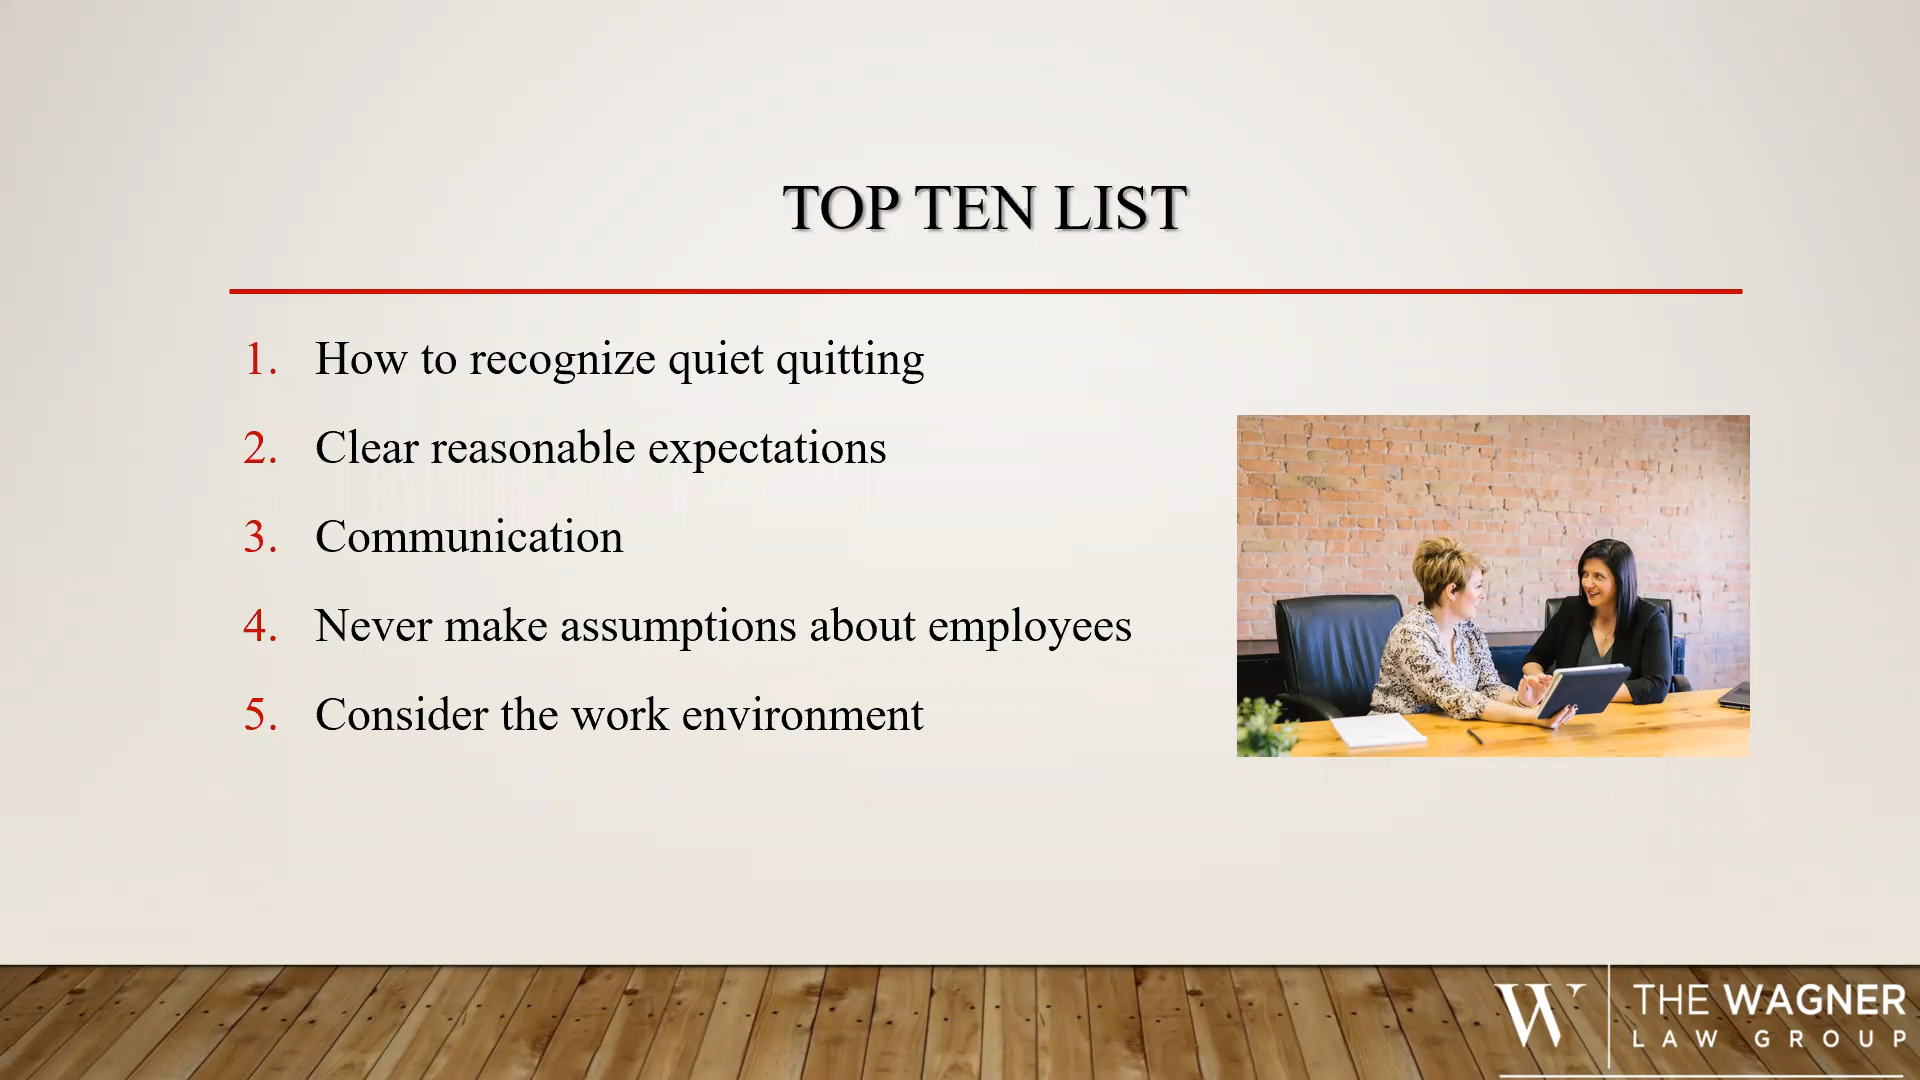 TOP TEN LIST
1. How to recognize quiet quitting
2. Clear reasonable expectations
3. Communication
4. Never make assumptions about employees
5. Consider the work environment
W
THE WAGNER
LAW GROUP